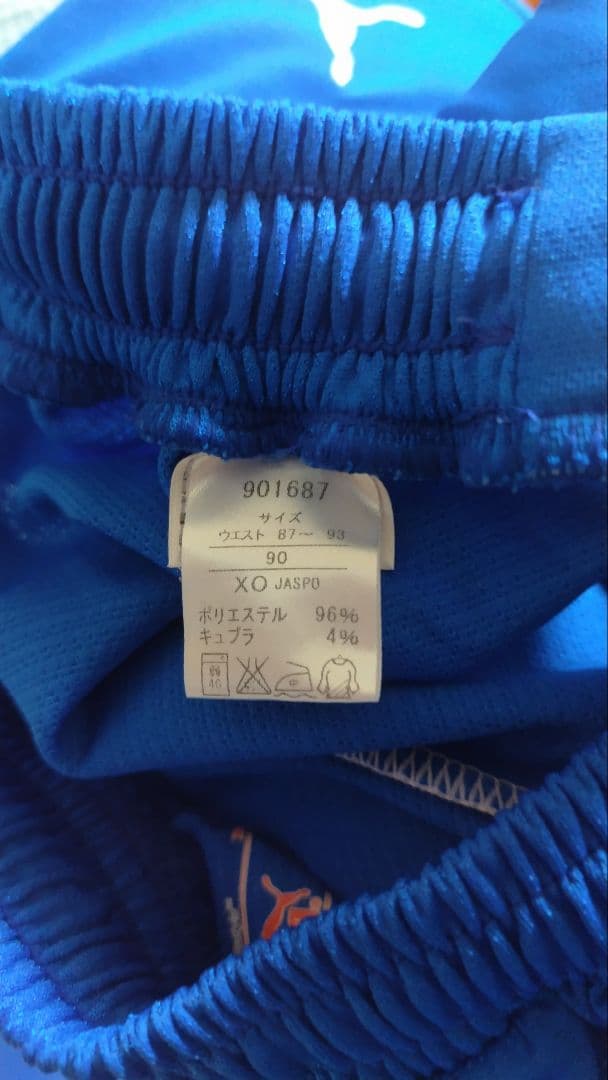 901687
サイズ
ウエスト 87〜 93
90
XO JASPO
ポリエステル 96%
キュプラ 4%